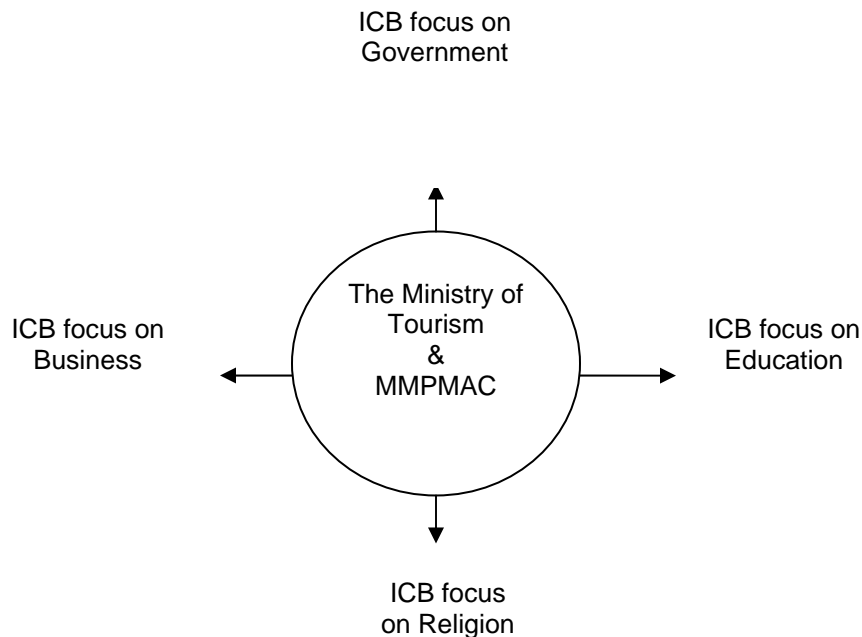 ICB focus on
Government
The Ministry of
Tourism
&
MMPMAC
ICB focus on
Business
ICB focus on
Education
ICB focus
on Religion